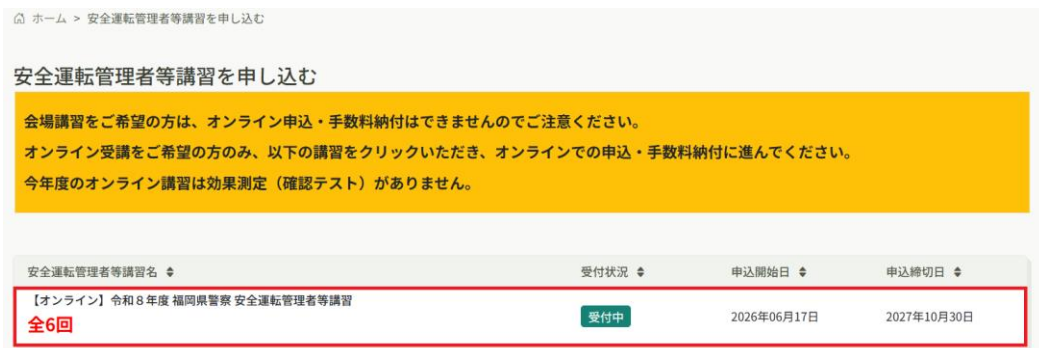 ホーム > 安全運転管理者等講習を申し込む
安全運転管理者等講習を申し込む
会場講習をご希望の方は、オンライン申込・手数料納付はできませんのでご注意ください。
オンライン受講をご希望の方のみ、以下の講習をクリックいただき、オンラインでの申込・手数料納付に進んでください。
今年度のオンライン講習は効果測定（確認テスト）がありません。
安全運転管理者等講習名 受付状況 申込開始日 申込締切日
【オンライン】令和８年度 福岡県警察 安全運転管理者等講習
全6回 受付中 2026年06月17日 2027年10月30日